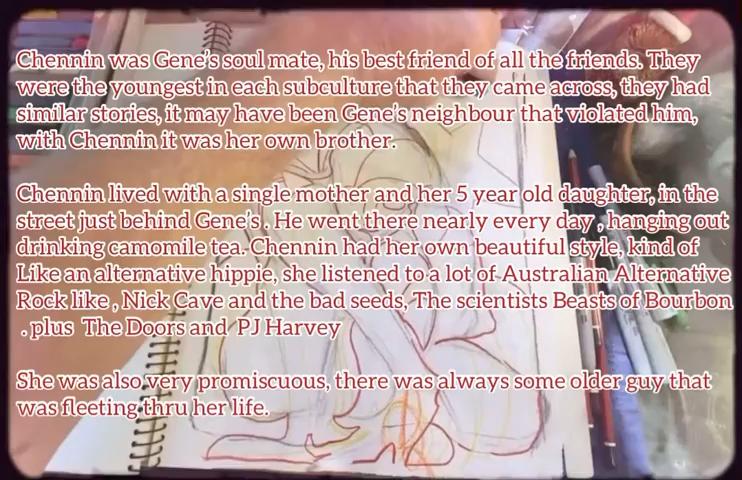 Chennin was Gene's soul mate, his best friend of all the friends. They
were the youngest in each subculture that they came across, they had
similar stories, it may have been Gene's neighbour that violated him,
with Chennin it was her own brother.
Chennin lived with a single mother and her 5 year old daughter, in the
street just behind Gene's . He went there nearly every day , hanging out
drinking camomile tea. Chennin had her own beautiful style, kind of
Like an alternative hippie, she listened to a lot of Australian Alternative
Rock like , Nick Cave and the bad seeds, The scientists Beasts of Bourbon
. plus The Doors and PJ Harvey
She was also very promiscuous, there was always some older guy that
was fleeting thru her life.